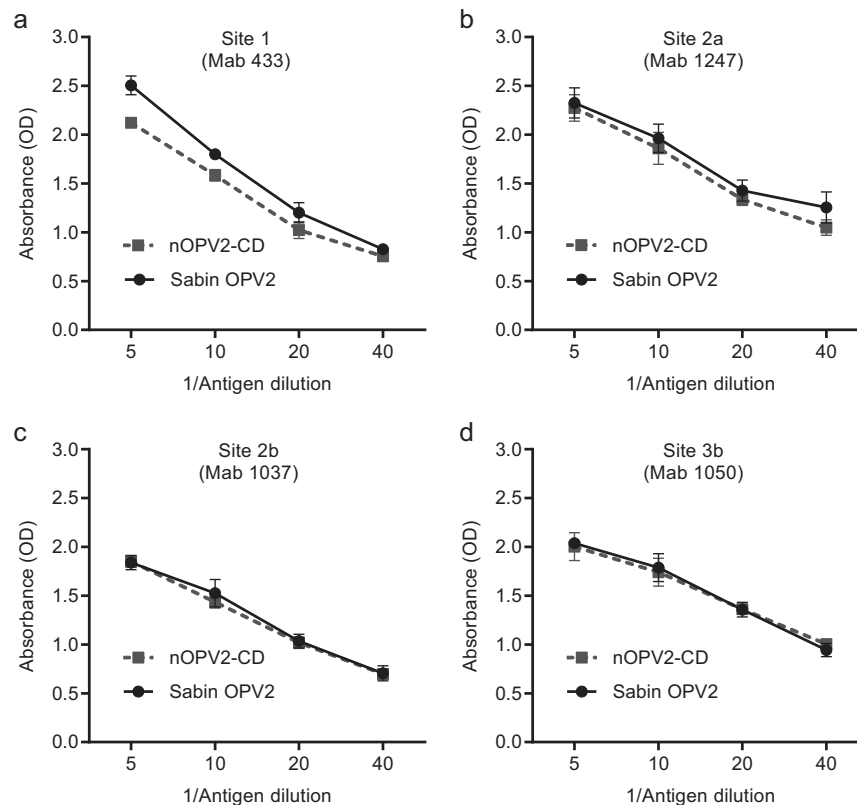 a
Site 1
(Mab 433)
3.0
2.5
2.0
1.5
1.0
0.5
0.0
Absorbance (OD)
nOPV2-CD
Sabin OPV2
5 10 20 40
1/Antigen dilution
b
Site 2a
(Mab 1247)
3.0
2.5
2.0
1.5
1.0
0.5
0.0
Absorbance (OD)
nOPV2-CD
Sabin OPV2
5 10 20 40
1/Antigen dilution
c
Site 2b
(Mab 1037)
3.0
2.5
2.0
1.5
1.0
0.5
0.0
Absorbance (OD)
nOPV2-CD
Sabin OPV2
5 10 20 40
1/Antigen dilution
d
Site 3b
(Mab 1050)
3.0
2.5
2.0
1.5
1.0
0.5
0.0
Absorbance (OD)
nOPV2-CD
Sabin OPV2
5 10 20 40
1/Antigen dilution